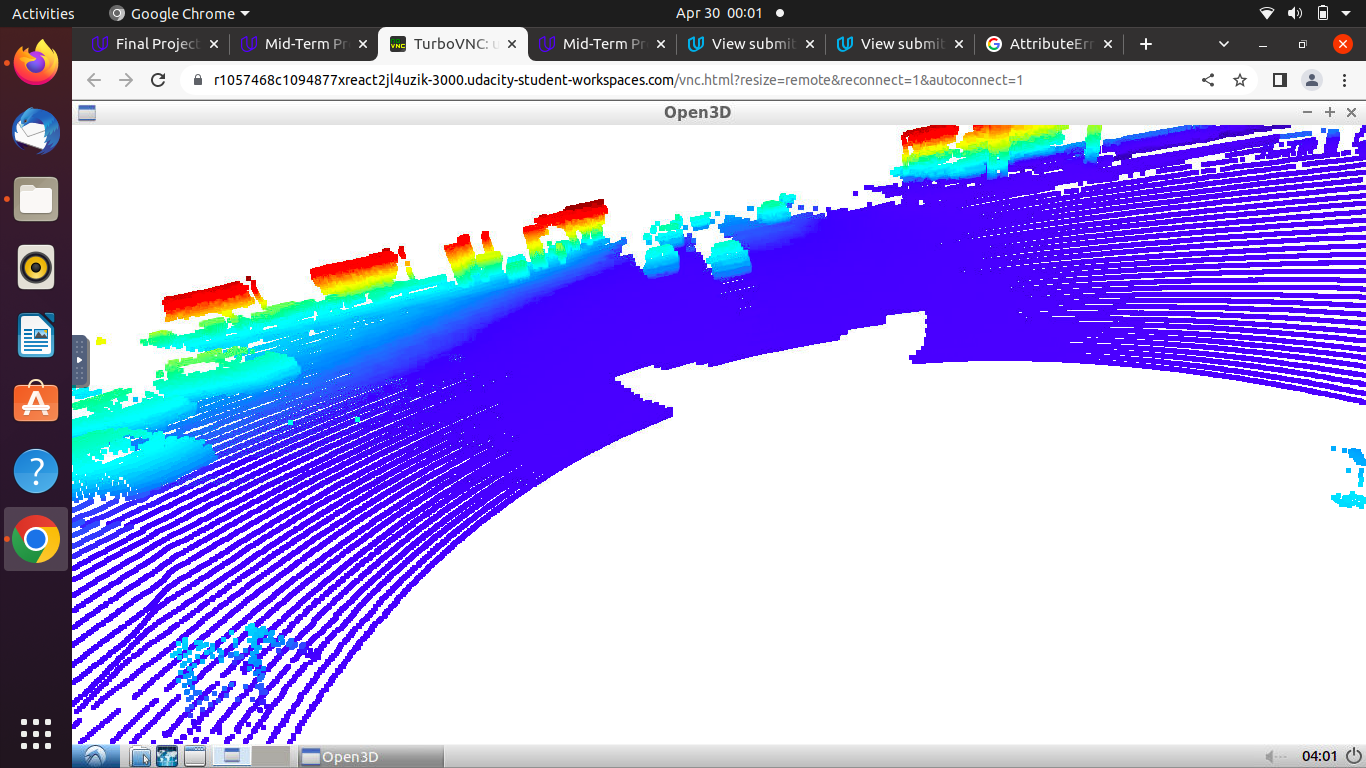 Activities Google Chrome Apr 30 00:01
Final Project Mid-Term Pr TurboVNC: u Mid-Term Pr View submit View submit AttributeErr
r1057468c1094877xreact2jl4uzik-3000.udacity-student-workspaces.com/vnc.html?resize=remote&reconnect=1&autoconnect=1
Open3D
Open3D 04:01